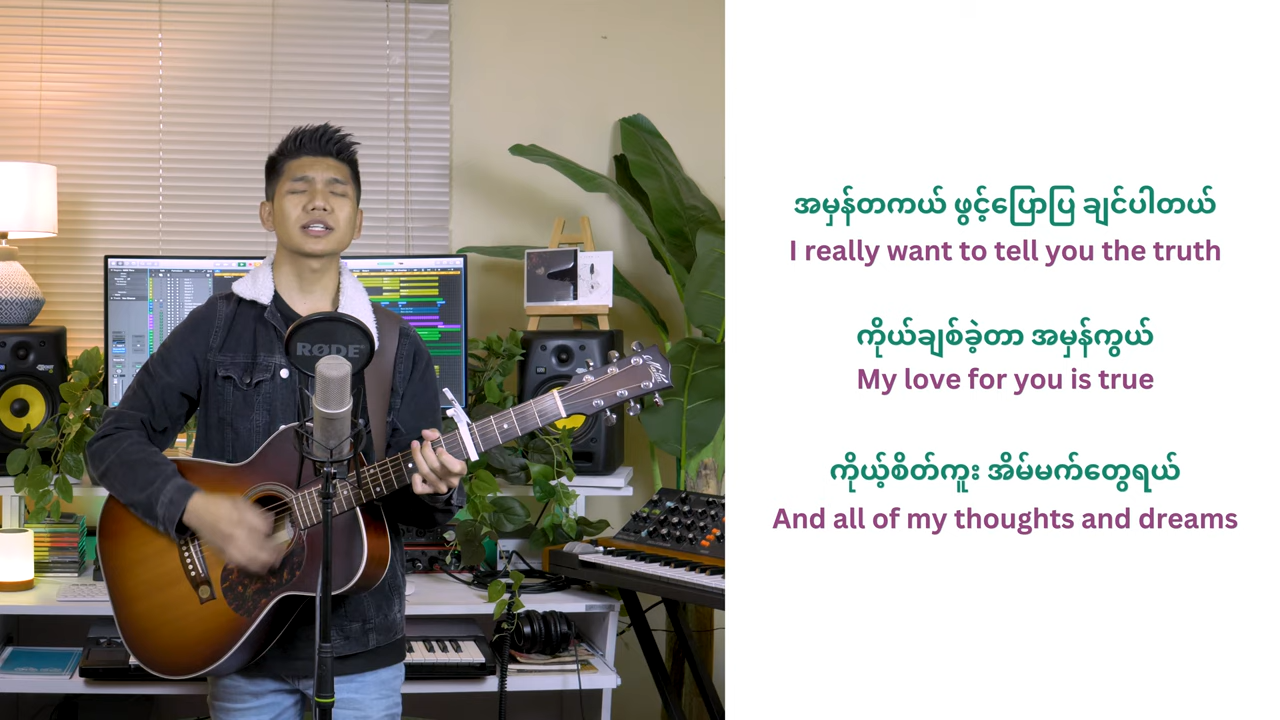 RØDE
အမှန်တကယ် ဖွင့်ပြောပြ ချင်ပါတယ်
I really want to tell you the truth
ကိုယ်ချစ်ခဲ့တာ အမှန်ကွယ်
My love for you is true
ကိုယ့်စိတ်ကူး အိမ်မက်တွေရယ်
And all of my thoughts and dreams